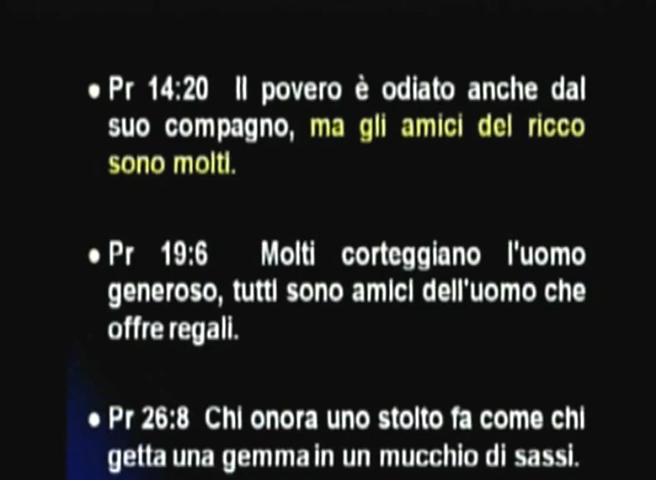 • Pr 14:20 Il povero è odiato anche dal
suo compagno, ma gli amici del ricco
sono molti.
• Pr 19:6 Molti corteggiano l'uomo
generoso, tutti sono amici dell'uomo che
offre regali.
• Pr 26:8 Chi onora uno stolto fa come chi
getta una gemma in un mucchio di sassi.